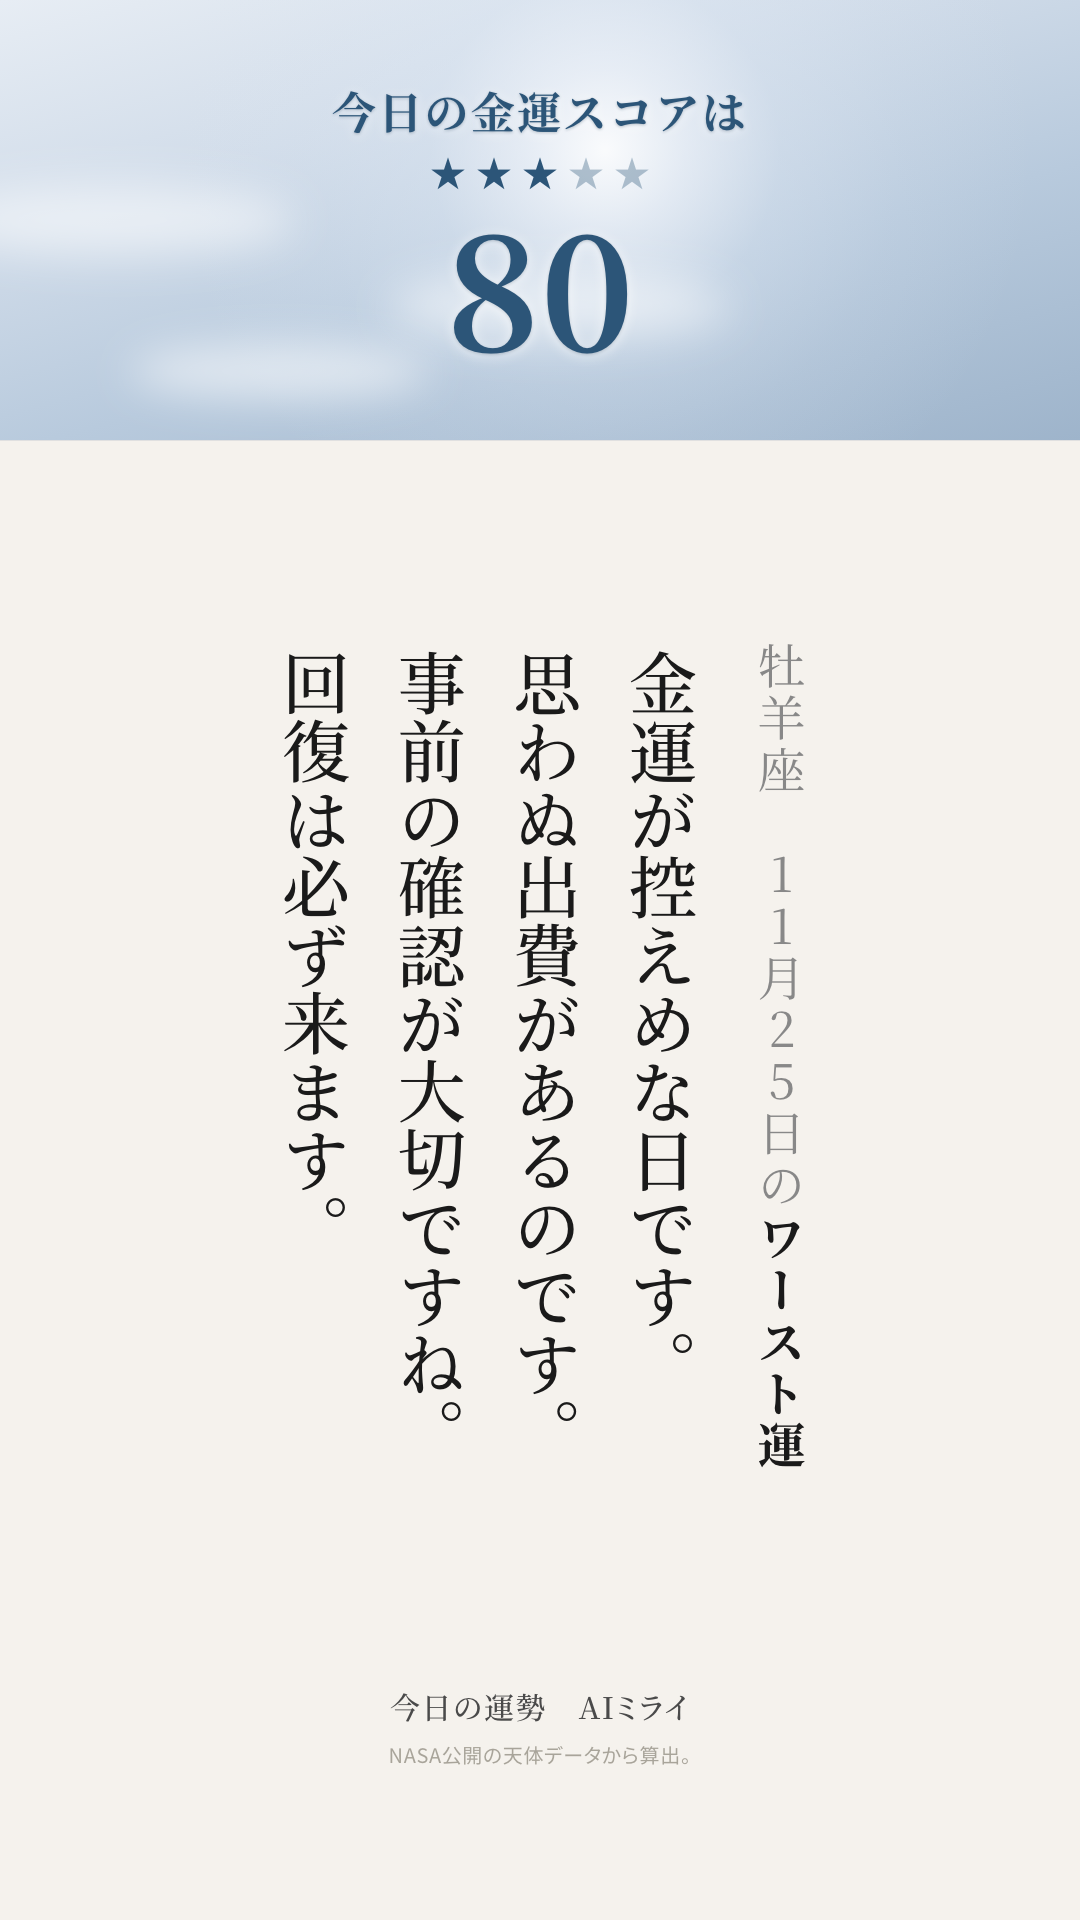 今日の金運スコアは
★★★★★
80
牡羊座　11月25日のワースト運
金運が控えめな日です。
思わぬ出費があるのです。
事前の確認が大切ですね。
回復は必ず来ます。
今日の運勢　AIミライ
NASA公開の天体データから算出。